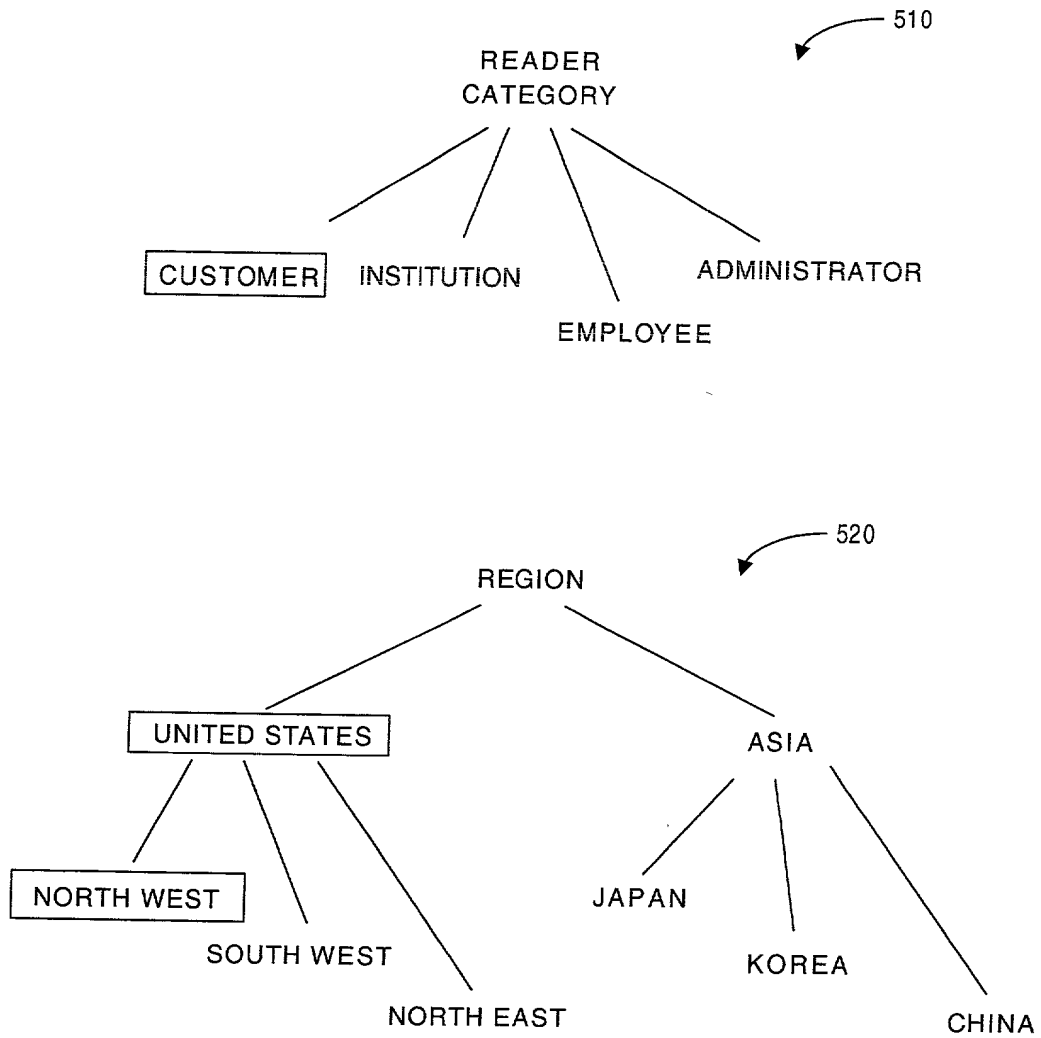 510
READER
CATEGORY
CUSTOMER
INSTITUTION
ADMINISTRATOR
EMPLOYEE
520
REGION
UNITED STATES
ASIA
NORTH WEST
JAPAN
SOUTH WEST
KOREA
NORTH EAST
CHINA